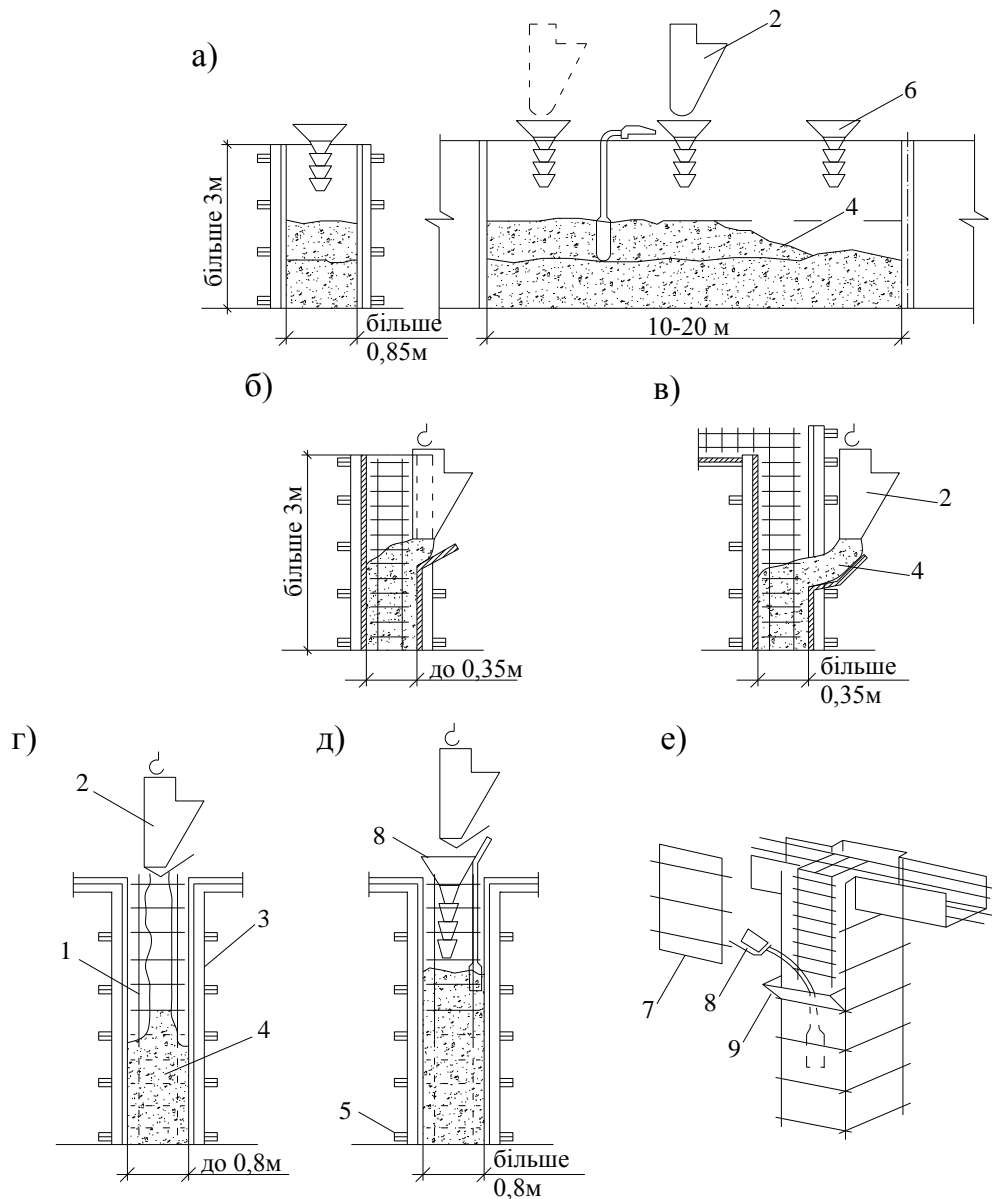 а)
2
6
більше 3м
4
більше
0,85м
10-20 м
б)
в)
більше 3м
2
4
до 0,35м
більше
0,35м
г)
д)
е)
2
8
1
3
4
5
7
8
9
до 0,8м
більше
0,8м